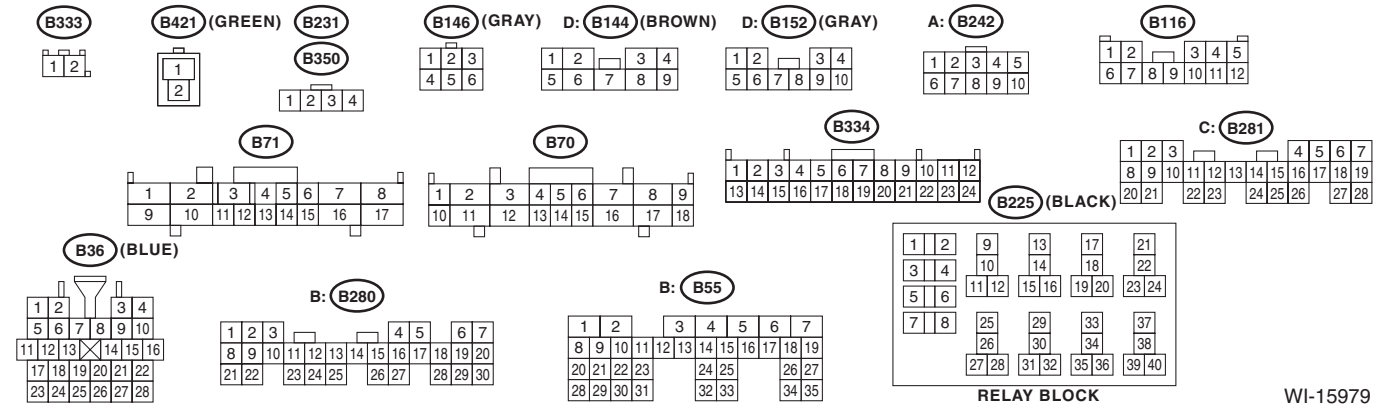 B333
B421 (GREEN)
B231
B350
B146 (GRAY)
D: B144 (BROWN)
D: B152 (GRAY)
A: B242
B116
1 2
1
2
1 2 3 4
1 2 3
4 5 6
1 2 3 4
5 6 7 8 9
1 2 3 4
5 6 7 8 9 10
1 2 3 4 5
6 7 8 9 10
1 2 3 4 5
6 7 8 9 10 11 12
B71
1 2 3 4 5 6 7 8
9 10 11 12 13 14 15 16 17
B70
1 2 3 4 5 6 7 8 9
10 11 12 13 14 15 16 17 18
B334
1 2 3 4 5 6 7 8 9 10 11 12
13 14 15 16 17 18 19 20 21 22 23 24
C: B281
1 2 3 4 5 6 7
8 9 10 11 12 13 14 15 16 17 18 19
20 21 22 23 24 25 26 27 28
B36 (BLUE)
1 2 3 4
5 6 7 8 9 10
11 12 13 14 15 16
17 18 19 20 21 22
23 24 25 26 27 28
B: B280
1 2 3 4 5 6 7
8 9 10 11 12 13 14 15 16 17 18 19 20
21 22 23 24 25 26 27 28 29 30
B: B55
1 2 3 4 5 6 7
8 9 10 11 12 13 14 15 16 17 18 19
20 21 22 23 24 25 26 27
28 29 30 31 32 33 34 35
B225 (BLACK)
1 2 9 13 17 21
3 4 10 14 18 22
11 12 15 16 19 20 23 24
5 6
7 8 25 29 33 37
26 30 34 38
27 28 31 32 35 36 39 40
RELAY BLOCK
WI-15979